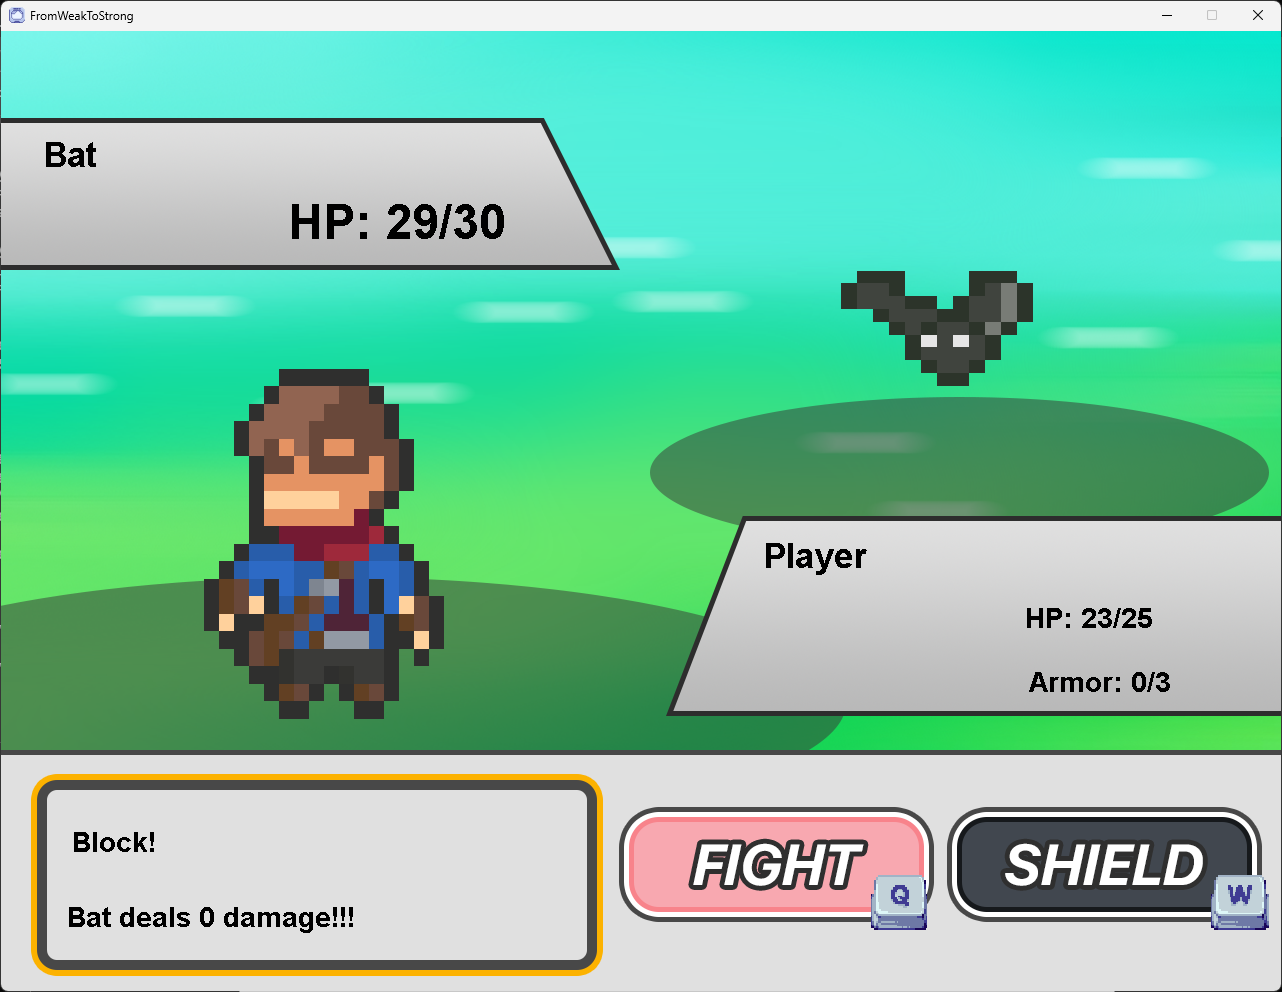 FromWeakToStrong
Bat
HP: 29/30
Player
HP: 23/25
Armor: 0/3
Block!
Bat deals 0 damage!!!
FIGHT
Q
SHIELD
W